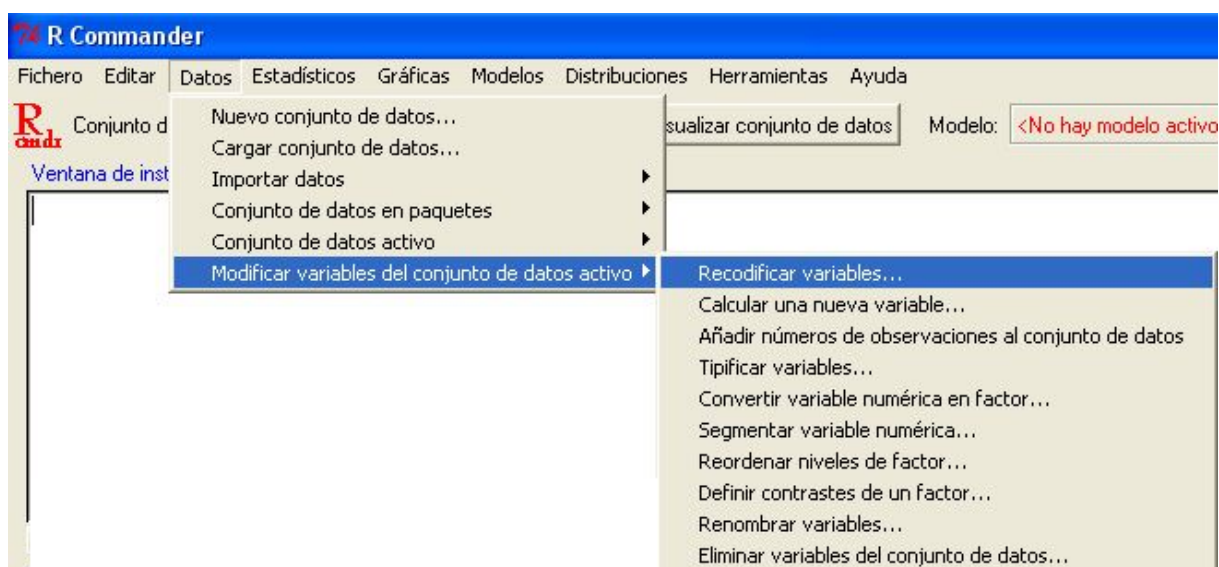 R Commander
Fichero Editar Datos Estadísticos Gráficas Modelos Distribuciones Herramientas Ayuda
R cmdr Conjunto d sualizar conjunto de datos Modelo: <No hay modelo activo
Ventana de inst
Nuevo conjunto de datos...
Cargar conjunto de datos...
Importar datos
Conjunto de datos en paquetes
Conjunto de datos activo
Modificar variables del conjunto de datos activo
Recodificar variables...
Calcular una nueva variable...
Añadir números de observaciones al conjunto de datos
Tipificar variables...
Convertir variable numérica en factor...
Segmentar variable numérica...
Reordenar niveles de factor...
Definir contrastes de un factor...
Renombrar variables...
Eliminar variables del conjunto de datos...